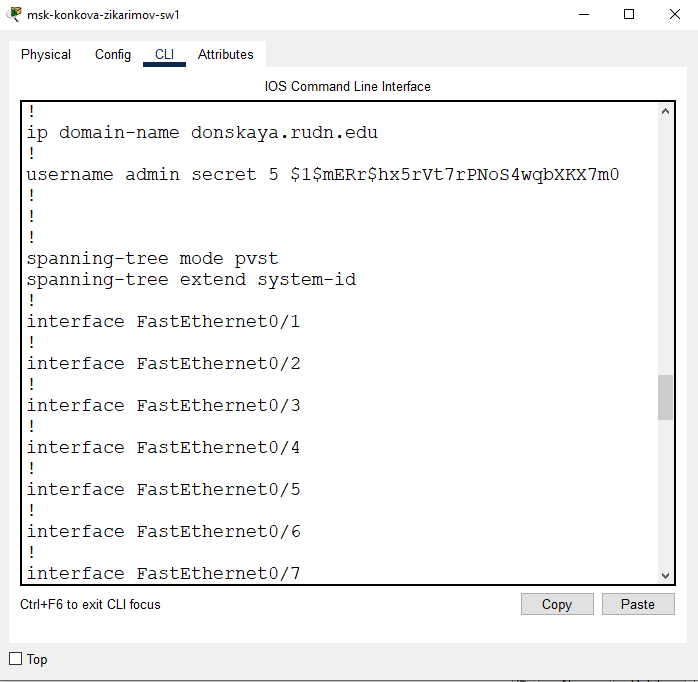 msk-konkova-zikarimov-sw1
Physical Config CLI Attributes
IOS Command Line Interface
!
ip domain-name donskaya.rudn.edu
!
username admin secret 5 $1$mERr$hx5rVt7rPNoS4wqbXKX7m0
!
!
!
spanning-tree mode pvst
spanning-tree extend system-id
!
interface FastEthernet0/1
!
interface FastEthernet0/2
!
interface FastEthernet0/3
!
interface FastEthernet0/4
!
interface FastEthernet0/5
!
interface FastEthernet0/6
!
interface FastEthernet0/7
Ctrl+F6 to exit CLI focus
Copy Paste
Top